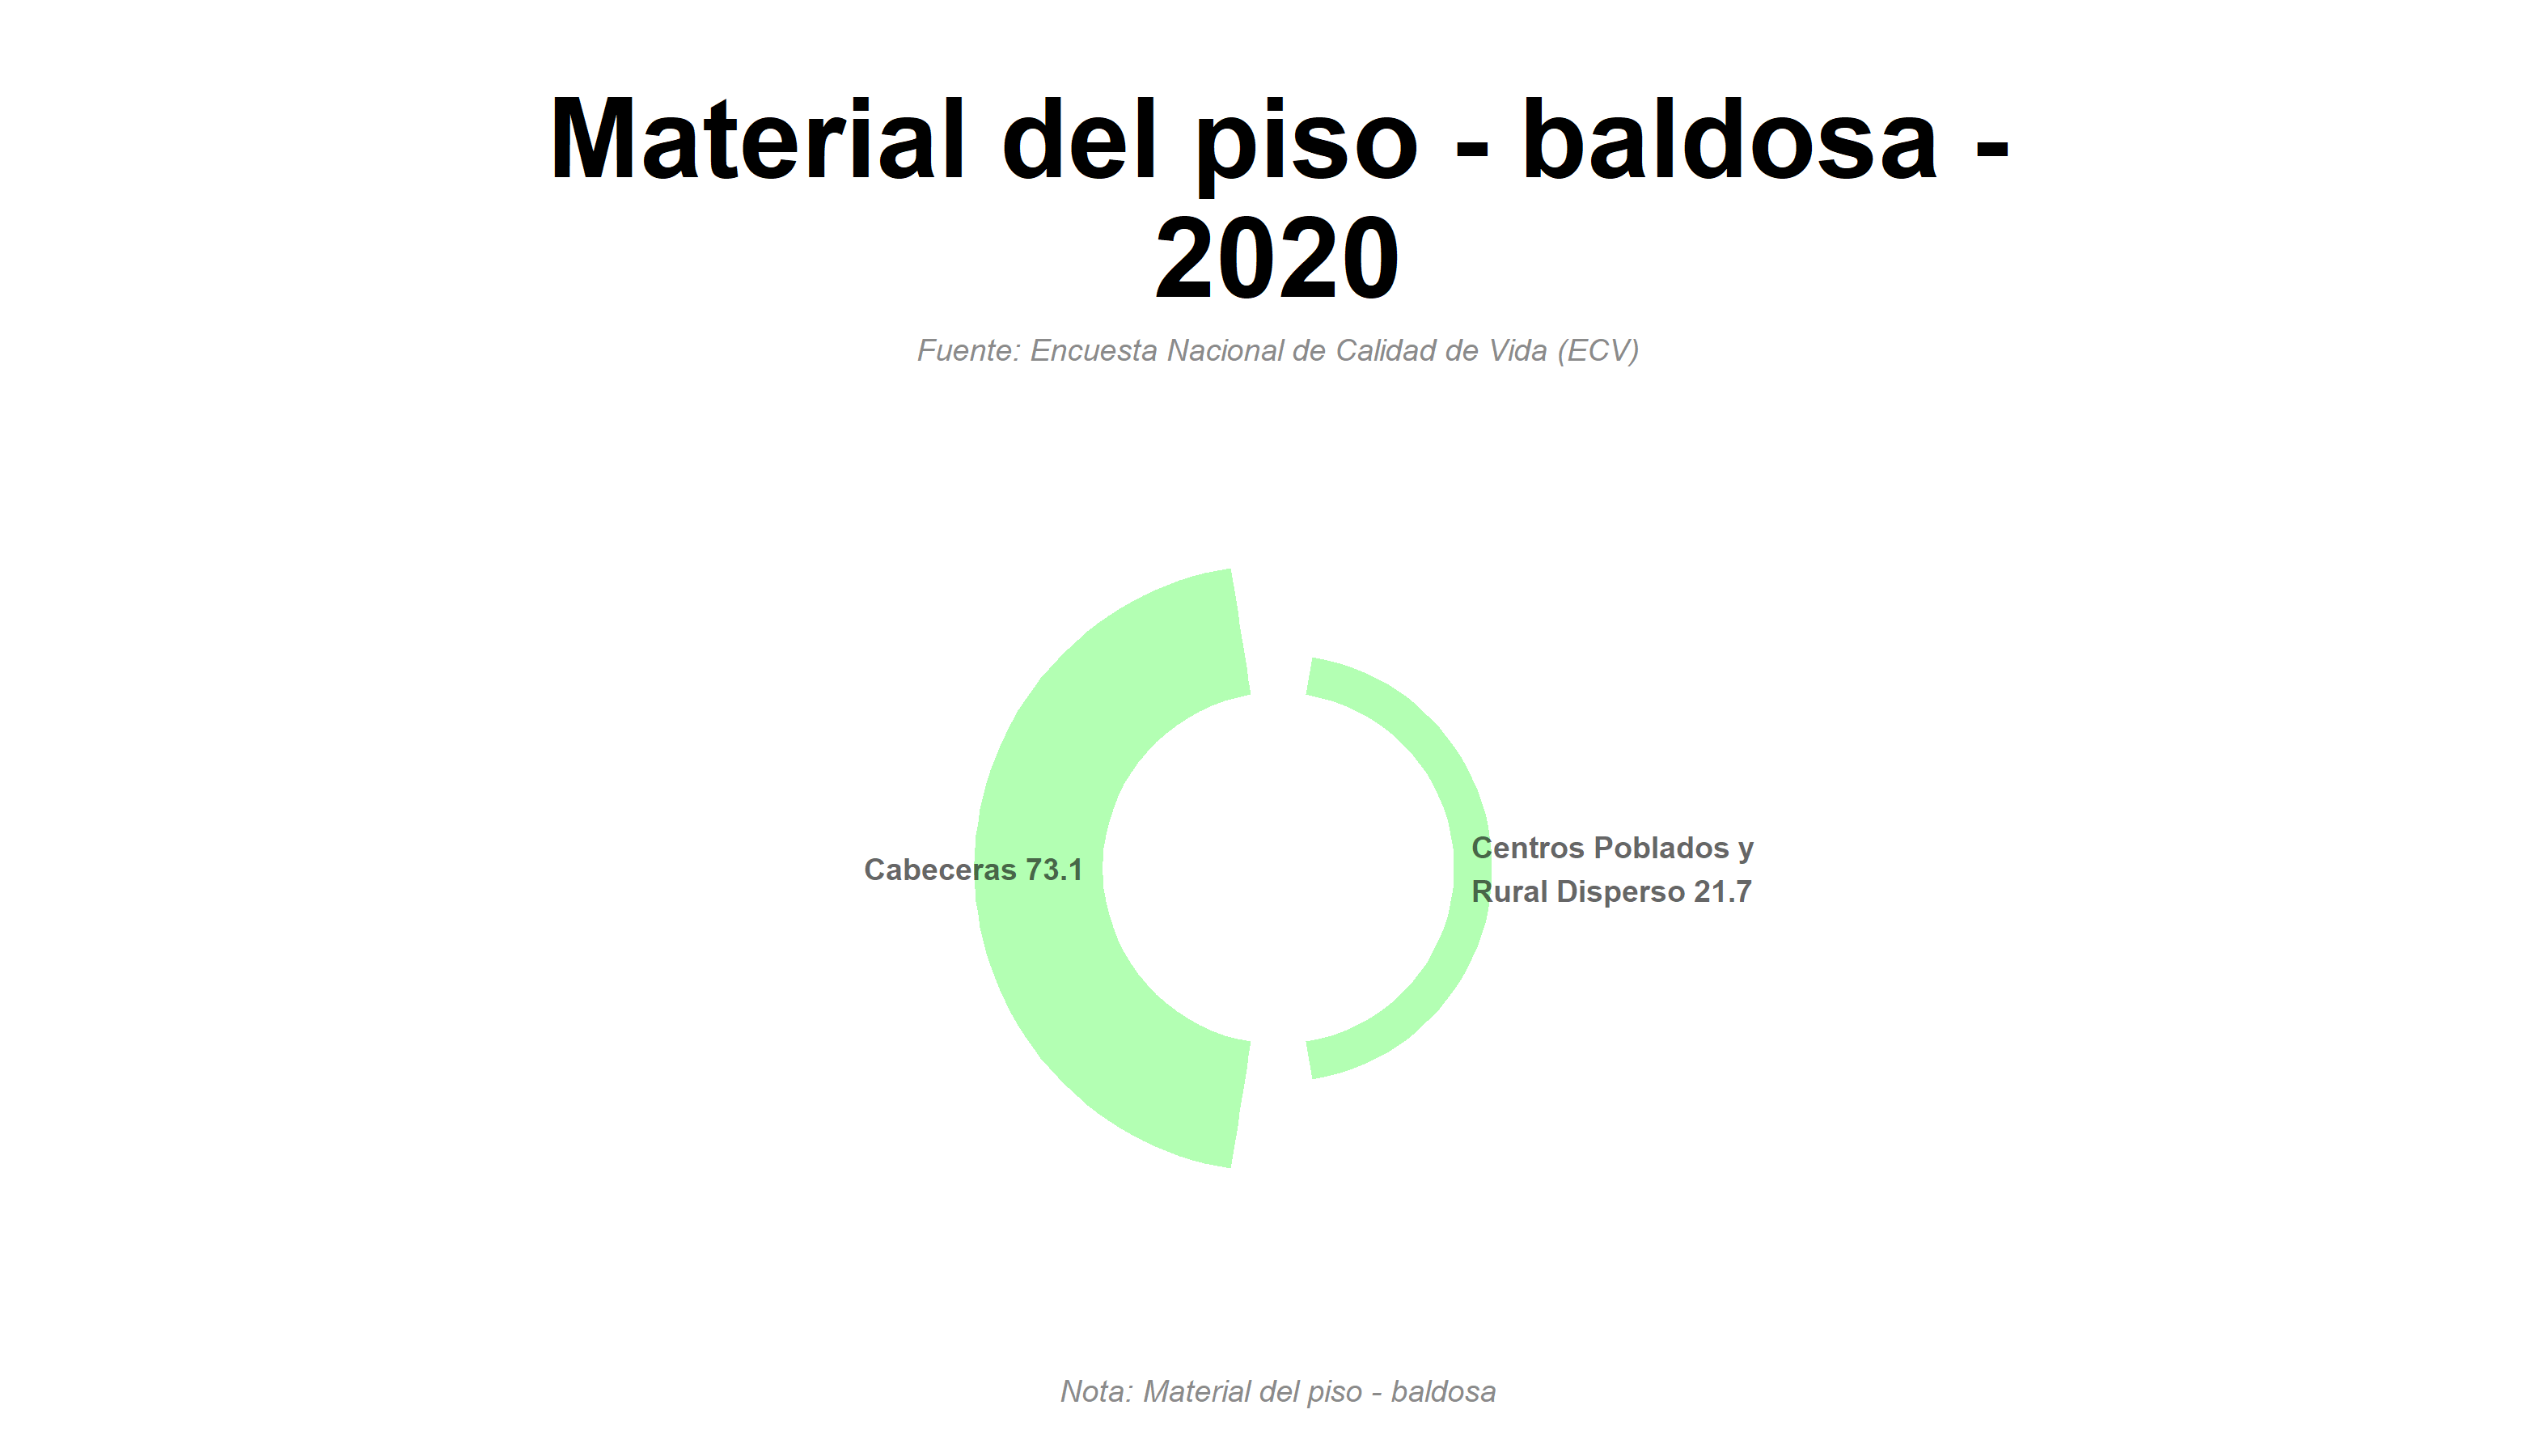 Material del piso - baldosa -
2020
Fuente: Encuesta Nacional de Calidad de Vida (ECV)
Cabeceras 73.1
Centros Poblados y
Rural Disperso 21.7
Nota: Material del piso - baldosa